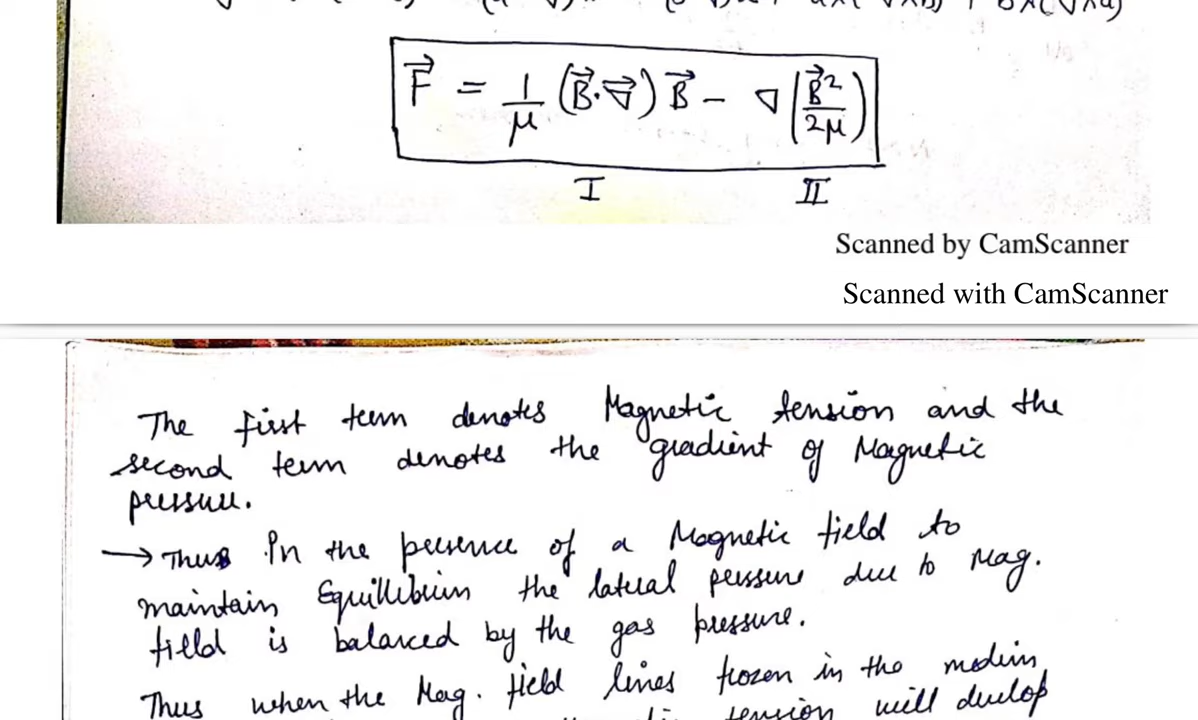 F⃗ = 1/μ (B⃗·∇⃗) B⃗ - ∇(B⃗²/2μ)
I II
Scanned by CamScanner
Scanned with CamScanner
The first term denotes Magnetic tension and the
second term denotes the gradient of Magnetic
pressure.
→ Thus In the presence of a Magnetic field to
maintain Equillibrium the lateral pressure due to Mag.
field is balanced by the gas pressure.
Thus when the Mag. field lines frozen in the medium,
tension will develop